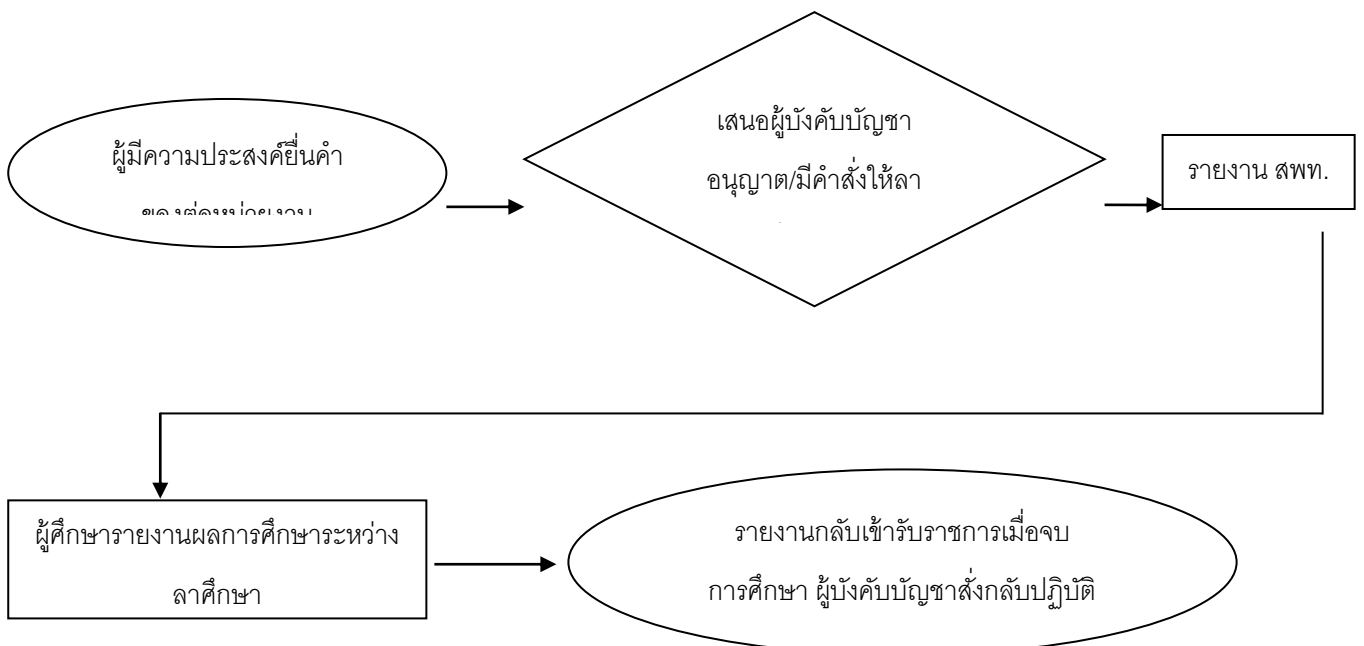 ผู้มีความประสงค์ยื่นคำ
เสนอผู้บังคับบัญชา
อนุญาต/มีคำสั่งให้ลา
รายงาน สพท.
ผู้ศึกษารายงานผลการศึกษาระหว่าง
ลาศึกษา
รายงานกลับเข้ารับราชการเมื่อจบ
การศึกษา ผู้บังคับบัญชาสั่งกลับปฏิบัติ